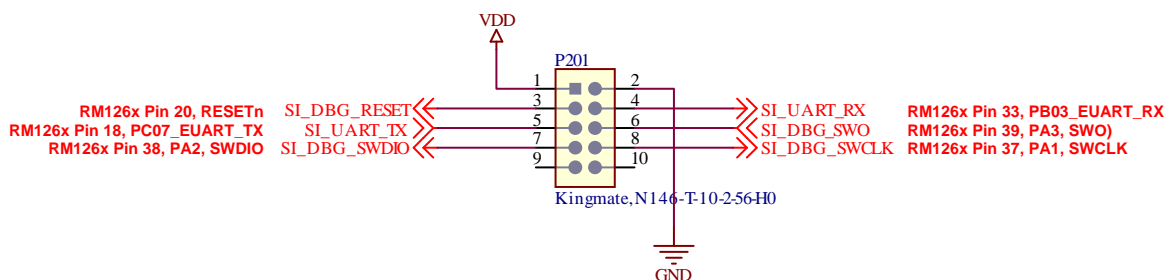 VDD
P201
1 2
RM126x Pin 20, RESETn SI_DBG_RESET 3 4 SI_UART_RX RM126x Pin 33, PB03_EUART_RX
RM126x Pin 18, PC07_EUART_TX SI_UART_TX 5 6 SI_DBG_SWO RM126x Pin 39, PA3, SWO)
RM126x Pin 38, PA2, SWDIO SI_DBG_SWDIO 7 8 SI_DBG_SWCLK RM126x Pin 37, PA1, SWCLK
9 10
Kingmate,N146-T-10-2-56-H0
GND